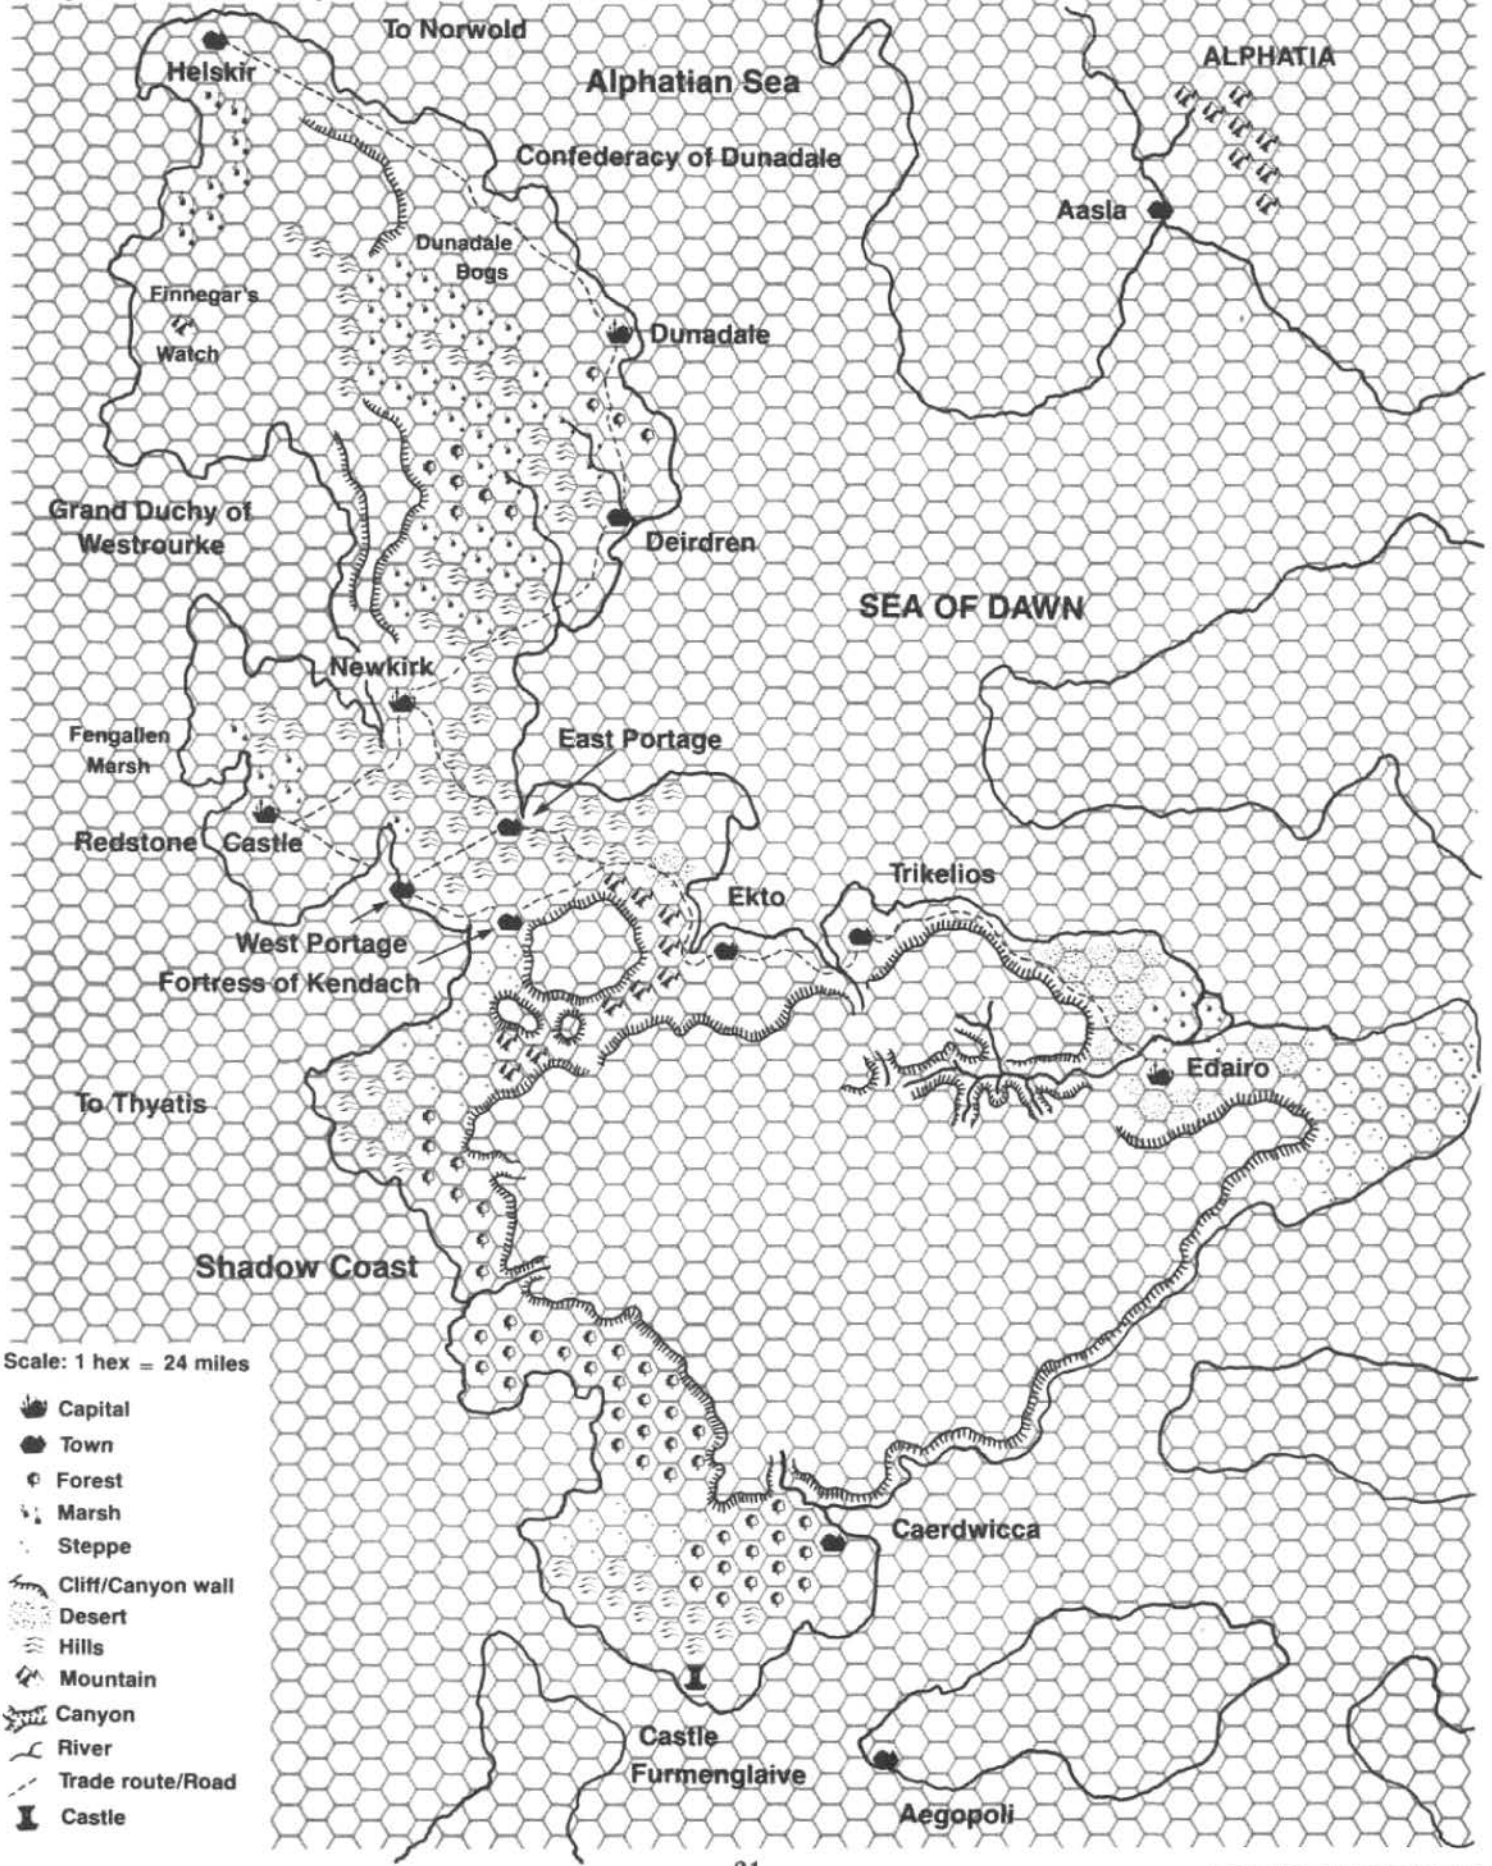 To Norwold
ALPHATIA
Helskir
Alphatian Sea
Confederacy of Dunadale
Aasla
Dunadale
Bogs
Finnegar's
Watch
Dunadale
Grand Duchy of
Westrourke
Deirdren
SEA OF DAWN
Newkirk
Fengallen
Marsh
East Portage
Redstone Castle
Trikelios
Ekto
West Portage
Fortress of Kendach
Edairo
To Thyatis
Shadow Coast
Scale: 1 hex = 24 miles
Capital
Town
Forest
Marsh
Steppe
Cliff/Canyon wall
Desert
Hills
Mountain
Canyon
River
Trade route/Road
Castle
Caerdwicca
Castle
Furmenglaive
Aegopoli